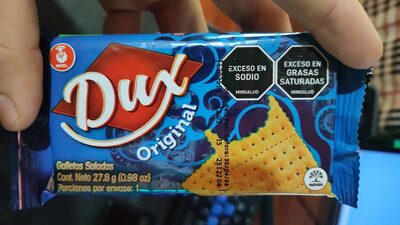 NOEL
Dux
Original
EXCESO EN
SODIO
MINSALUD
EXCESO EN
GRASAS
SATURADAS
MINSALUD
Galletas Saladas
Cont. Neto 27.8 g (0.98 oz)
Porciones por envase: 1